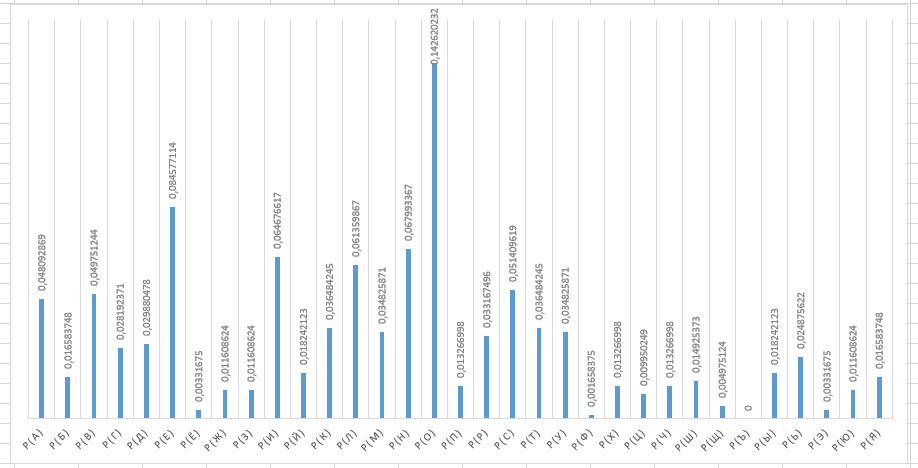 0,048092869
0,016583748
0,049751244
0,028192371
0,029880478
0,084577114
0,00331675
0,011608624
0,011608624
0,064676617
0,018242123
0,036484245
0,061359867
0,034825871
0,067993367
0,142620232
0,013266998
0,033167496
0,051409619
0,036484245
0,034825871
0,001658375
0,013266998
0,009950249
0,013266998
0,014925373
0,004975124
0
0,018242123
0,024875622
0,00331675
0,011608624
0,016583748
P(А)
P(Б)
P(В)
P(Г)
P(Д)
P(Е)
P(Ё)
P(Ж)
P(З)
P(И)
P(Й)
P(К)
P(Л)
P(М)
P(Н)
P(О)
P(П)
P(Р)
P(С)
P(Т)
P(У)
P(Ф)
P(Х)
P(Ц)
P(Ч)
P(Ш)
P(Щ)
P(Ъ)
P(Ы)
P(Ь)
P(Э)
P(Ю)
P(Я)